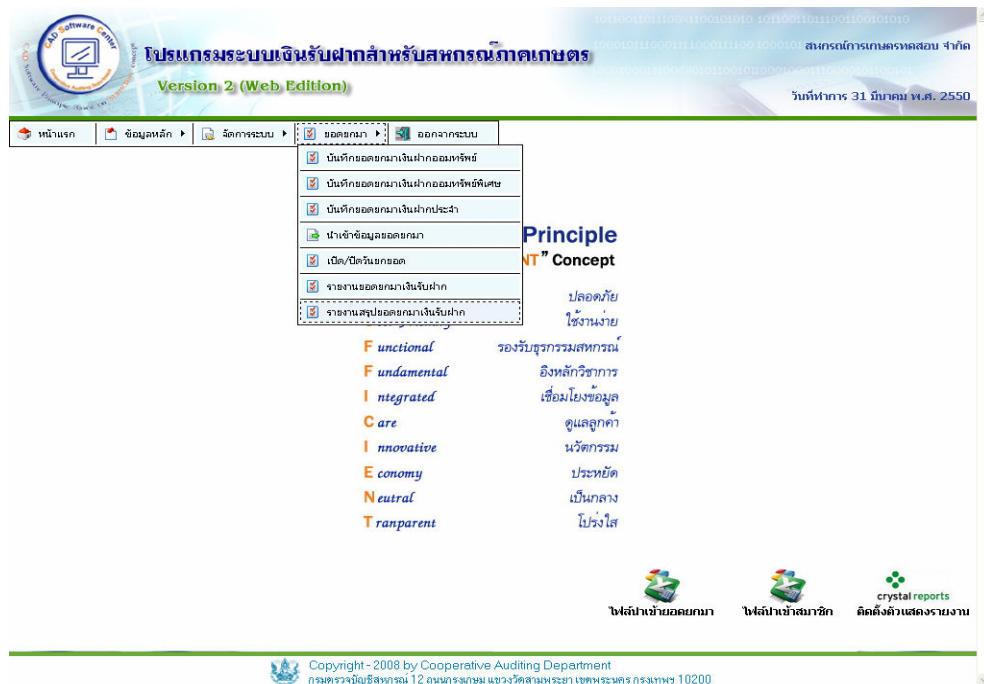 โปรแกรมระบบเงินรับฝากสำหรับสหกรณ์ภาคเกษตร
Version 2 (Web Edition)
สหกรณ์การเกษตรทดสอบ จำกัด
วันที่ทำการ 31 มีนาคม พ.ศ. 2550
หน้าแรก ข้อมูลหลัก จัดการระบบ ยอดยกมา ออกจากระบบ
บันทึกยอดยกมาเงินฝากออมทรัพย์
บันทึกยอดยกมาเงินฝากออมทรัพย์พิเศษ
บันทึกยอดยกมาเงินฝากประจำ
นำเข้าข้อมูลยอดยกมา
เปิด/ปิดวันยกยอด
รายงานยอดยกมาเงินรับฝาก
รายงานสรุปยอดยกมาเงินรับฝาก
Principle
NT” Concept
ปลอดภัย
ใช้งานง่าย
F unctional รองรับธุรกรรมสหกรณ์
F undamental อิงหลักวิชาการ
I ntegrated เชื่อมโยงข้อมูล
C are ดูแลลูกค้า
I nnovative นวัตกรรม
E conomy ประหยัด
N eutral เป็นกลาง
T ranparent โปร่งใส
ไฟล์นำเข้ายอดยกมา ไฟล์นำเข้าสมาชิก crystal reports
ติดตั้งตัวแสดงรายงาน
Copyright - 2008 by Cooperative Auditing Department
กรมตรวจบัญชีสหกรณ์ 12 ถนนกรุงเกษม แขวงวัดสามพระยา เขตพระนคร กรุงเทพฯ 10200